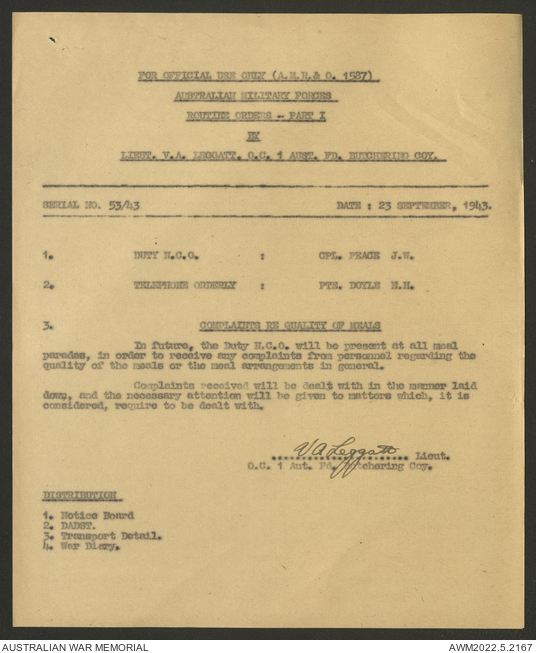 FOR OFFICIAL USE ONLY (A.M.R.& O. 1587)
AUSTRALIAN MILITARY FORCES
ROUTINE ORDERS - PART I
BY
LIEUT. V.A. LEGGATT. O.C. 1 AUST. FD. BUTCHERING COY.
SERIAL NO. 53/43 DATE : 23 SEPTEMBER, 1943.
1. DUTY N.C.O. : CPL. PEACE J.W.
2. TELEPHONE ORDERLY : PTE. DOYLE N.H.
3. COMPLAINTS RE QUALITY OF MEALS
In future, the Duty N.C.O. will be present at all meal
parades, in order to receive any complaints from personnel regarding the
quality of the meals or the meal arrangements in general.
Complaints received will be dealt with in the manner laid
down, and the necessary attention will be given to matters which, it is
considered, require to be dealt with.
V A Leggatt Lieut.
O.C. 1 Aut. Fd. Butchering Coy.
DISTRIBUTION
1. Notice Board
2. DADST.
3. Transport Detail.
4. War Diary.
AUSTRALIAN WAR MEMORIAL AWM2022.5.2167